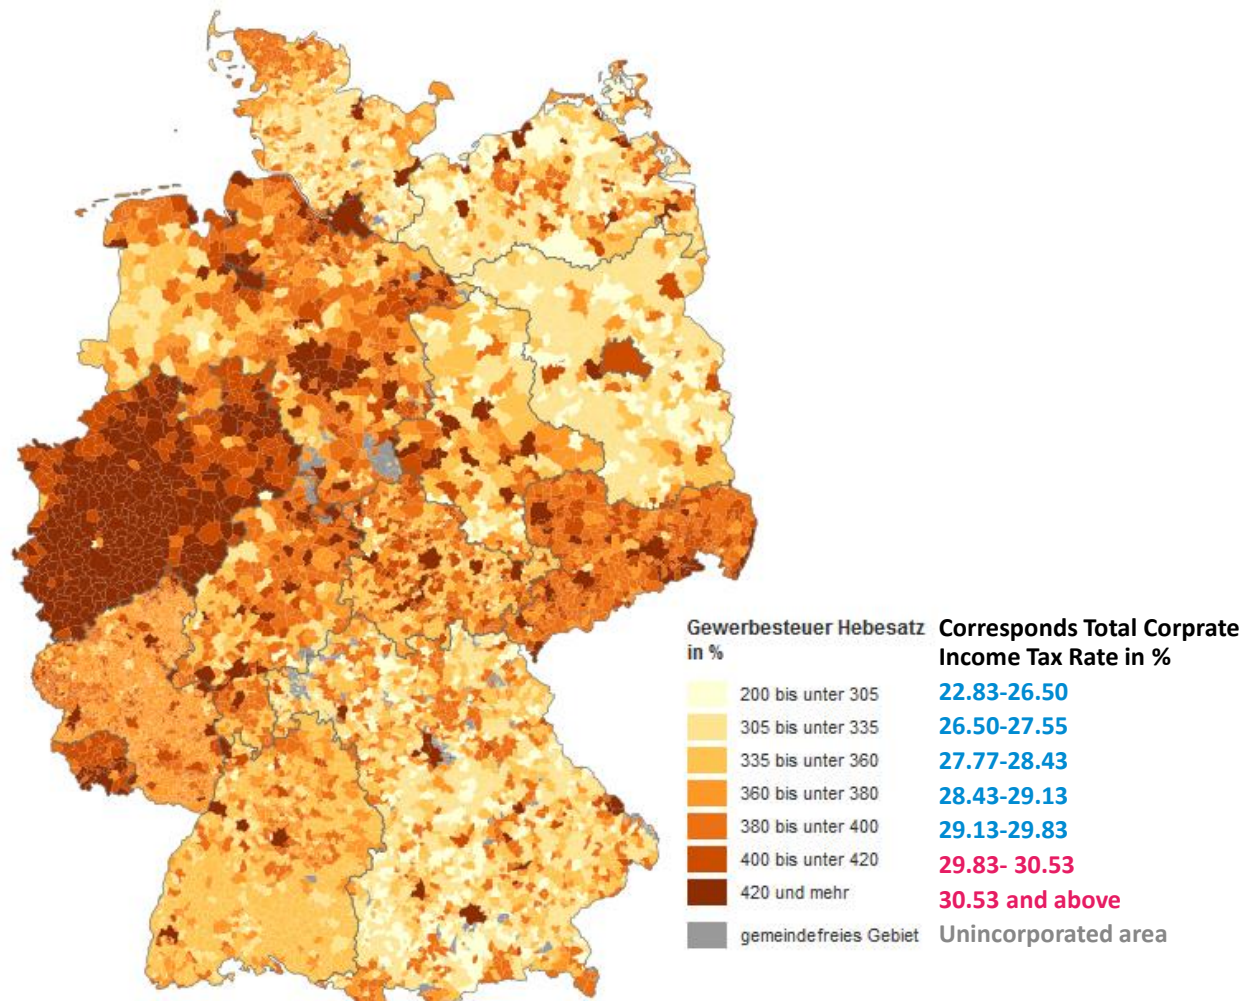 Gewerbesteuer Hebesatz
in %
Corresponds Total Corprate
Income Tax Rate in %
200 bis unter 305
22.83-26.50
305 bis unter 335
26.50-27.55
335 bis unter 360
27.77-28.43
360 bis unter 380
28.43-29.13
380 bis unter 400
29.13-29.83
400 bis unter 420
29.83- 30.53
420 und mehr
30.53 and above
gemeindefreies Gebiet
Unincorporated area